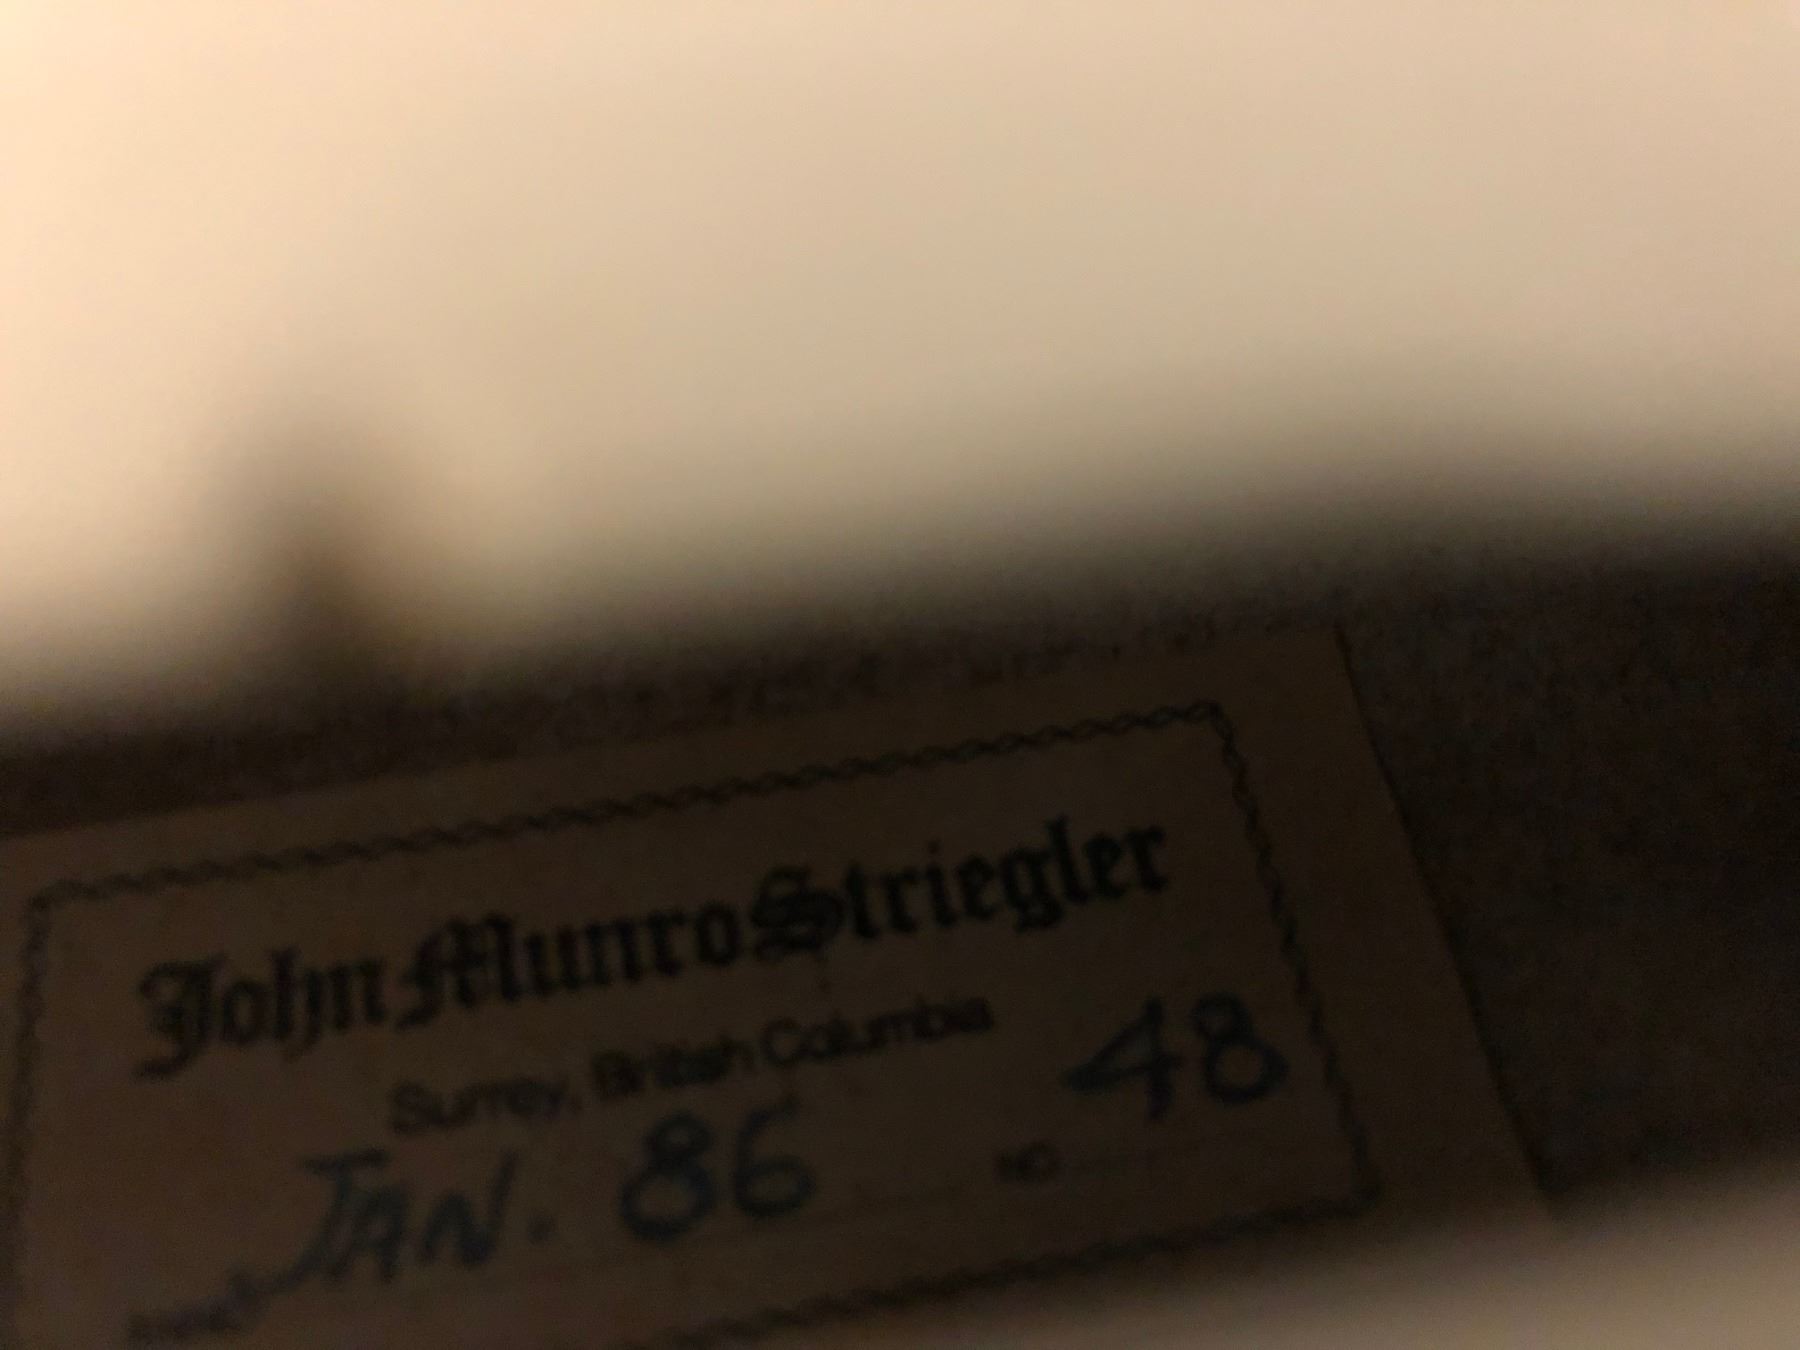 John Munro Striegler
Surrey, British Columbia
JAN. 86 NO 48